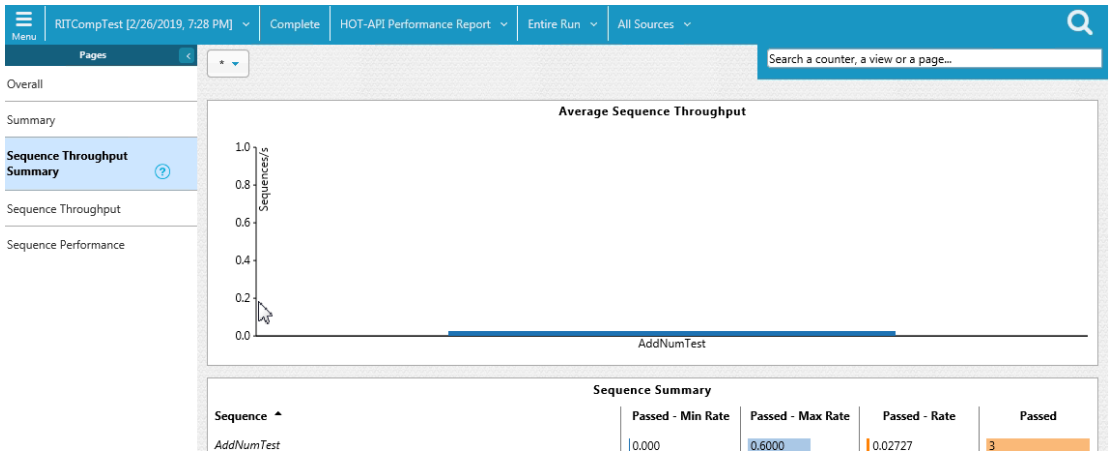 Menu
RITCompTest [2/26/2019, 7:28 PM]
Complete
HOT-API Performance Report
Entire Run
All Sources
Pages
Search a counter, a view or a page...
*
Overall
Summary
Sequence Throughput
Summary
?
Sequence Throughput
Sequence Performance
Average Sequence Throughput
Sequences/s
1.0
0.8
0.6
0.4
0.2
0.0
AddNumTest
Sequence Summary
Sequence Passed - Min Rate Passed - Max Rate Passed - Rate Passed
AddNumTest 0.000 0.6000 0.02727 3